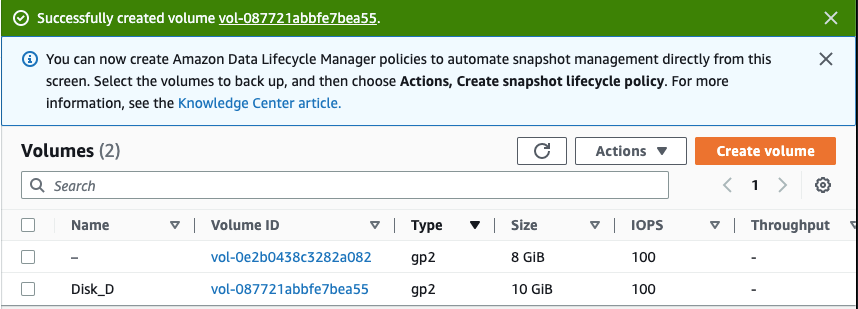 Successfully created volume vol-087721abbfe7bea55.
You can now create Amazon Data Lifecycle Manager policies to automate snapshot management directly from this
screen. Select the volumes to back up, and then choose Actions, Create snapshot lifecycle policy. For more
information, see the Knowledge Center article.
Volumes (2) Actions Create volume
Search 1
Name Volume ID Type Size IOPS Throughput
– vol-0e2b0438c3282a082 gp2 8 GiB 100 -
Disk_D vol-087721abbfe7bea55 gp2 10 GiB 100 -